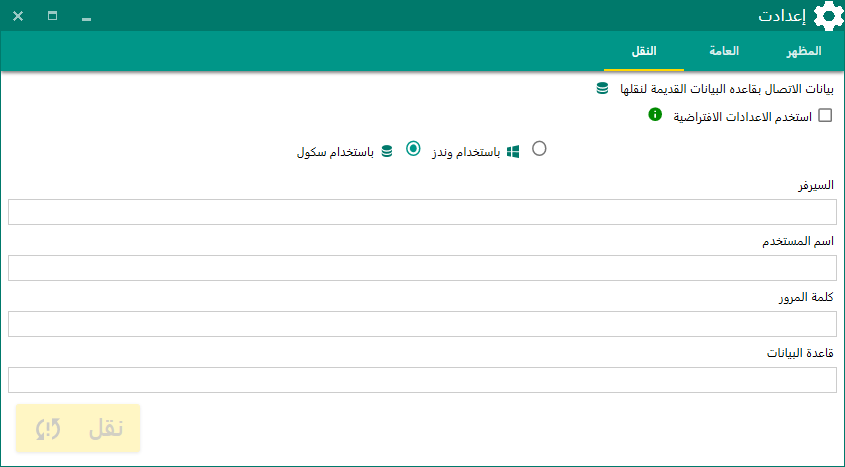 إعدادت
المظهر العامة النقل
بيانات الاتصال بقاعده البيانات القديمة لنقلها
استخدم الاعدادات الافتراضية
باستخدام وندز باستخدام سكول
السيرفر
اسم المستخدم
كلمة المرور
قاعدة البيانات
نقل